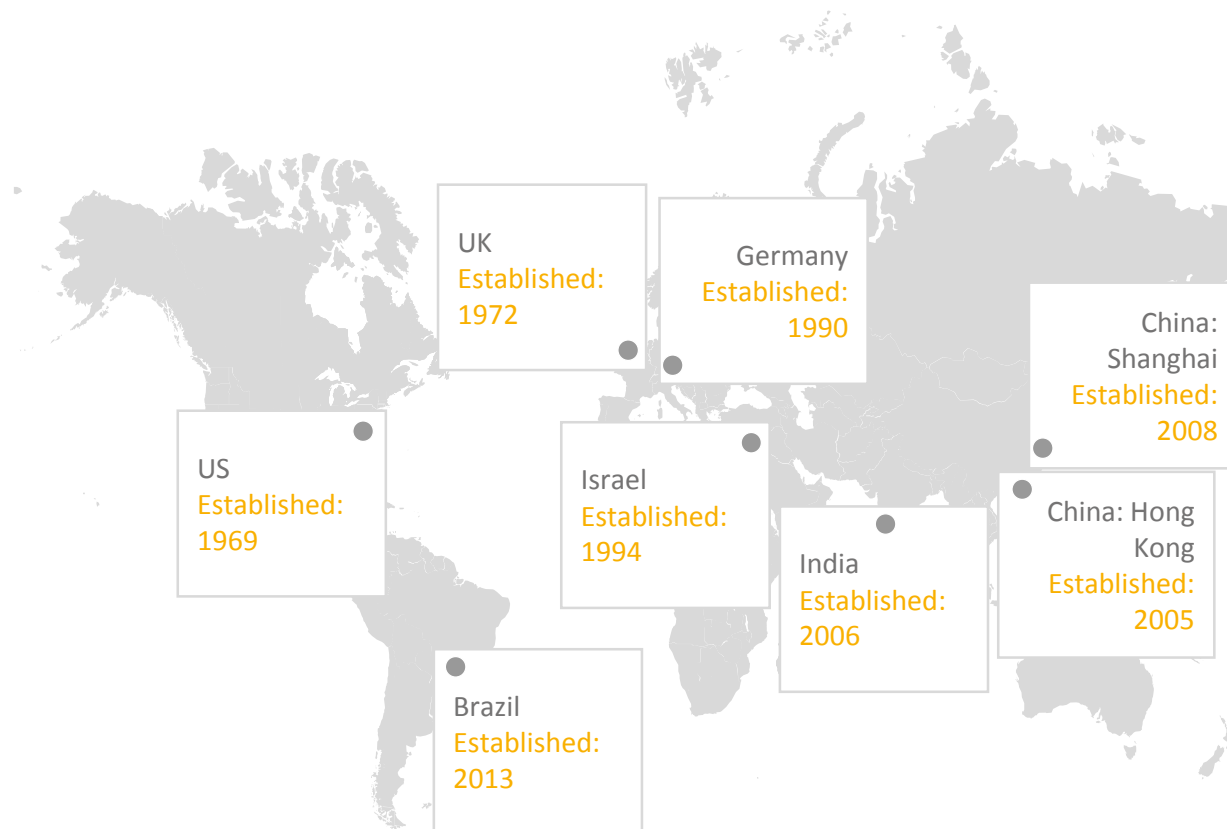 UK
Established:
1972
Germany
Established:
1990
China:
Shanghai
Established:
2008
US
Established:
1969
Israel
Established:
1994
China: Hong
Kong
Established:
2005
India
Established:
2006
Brazil
Established:
2013